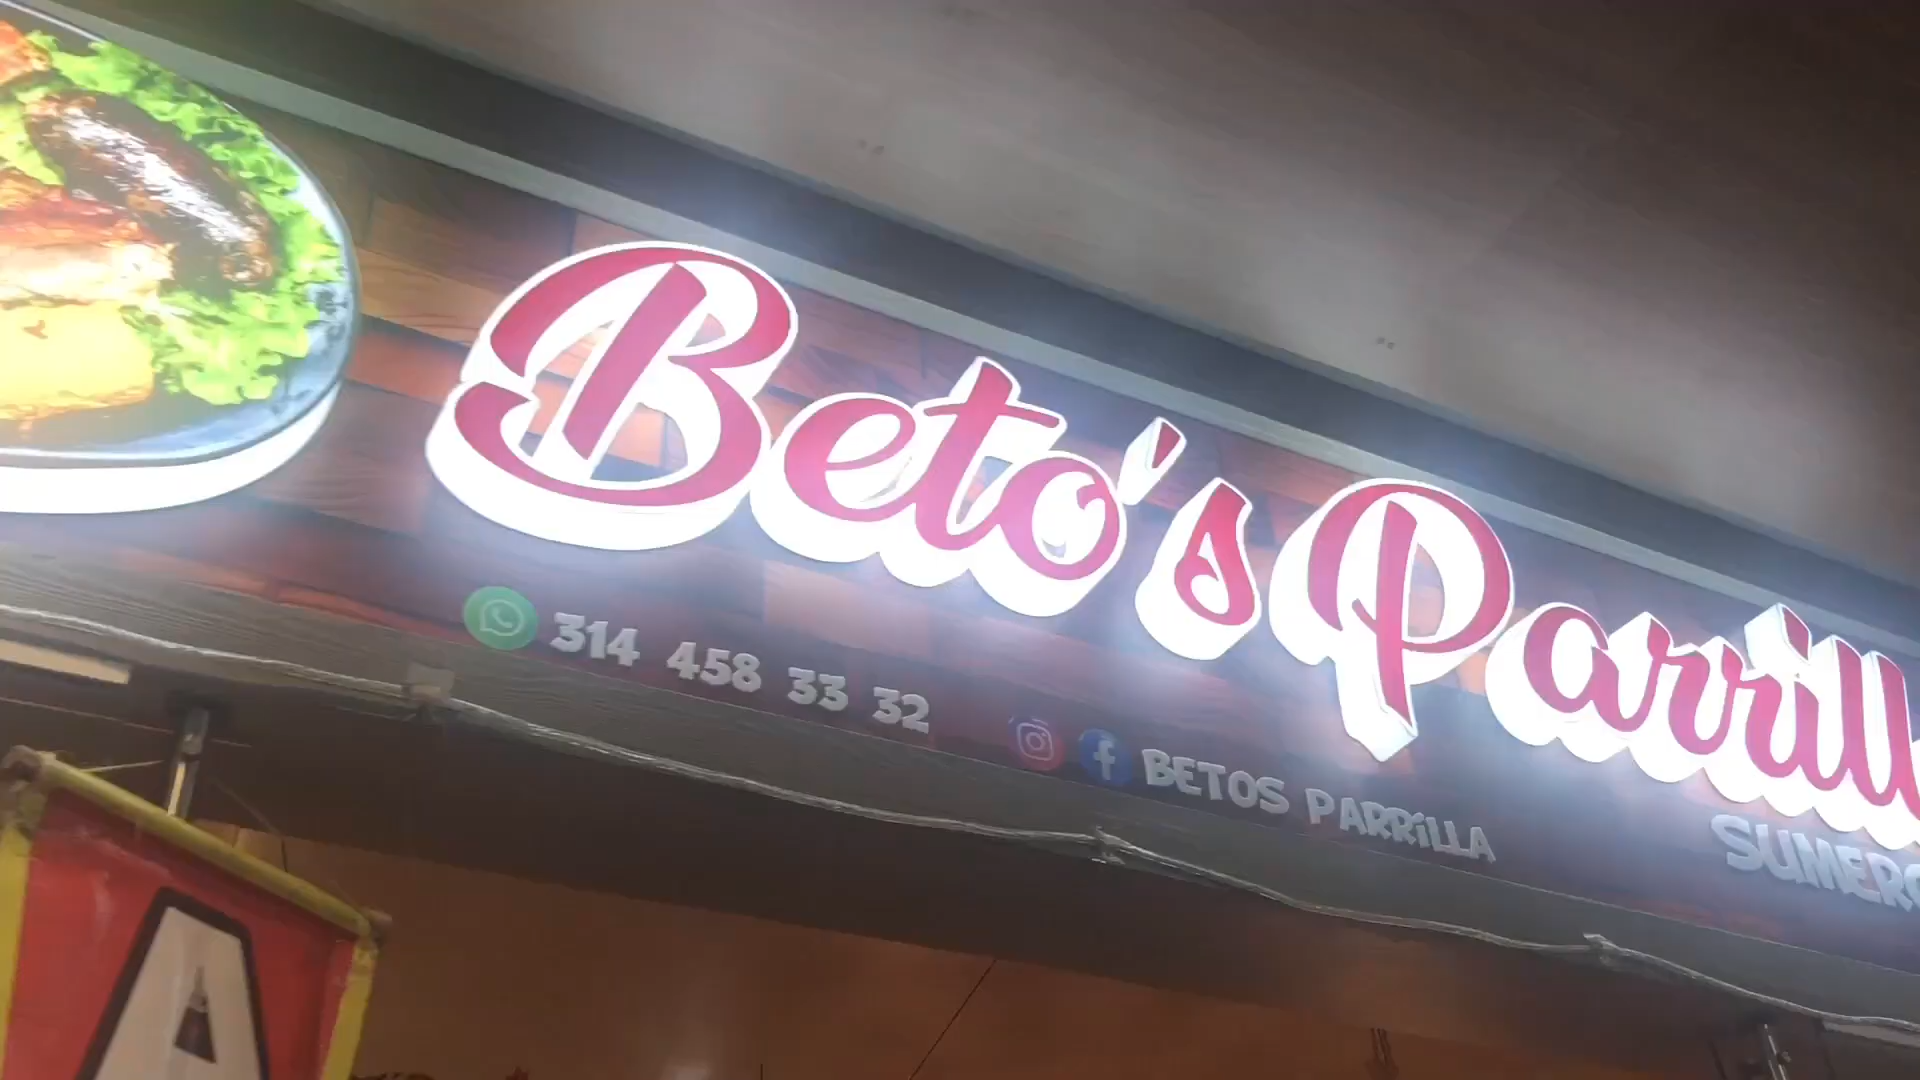 Beto's Parrill
314 458 33 32
BETOS PARRiLLA
SUMERC
A